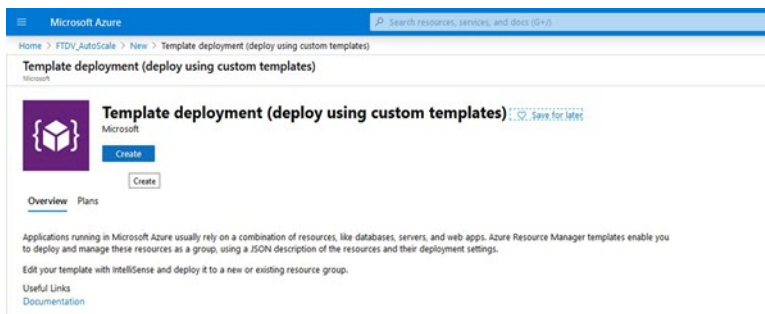 Microsoft Azure
Search resources, services, and docs (G+/)
Home > FTDV_AutoScale > New > Template deployment (deploy using custom templates)
Template deployment (deploy using custom templates)
Microsoft
Template deployment (deploy using custom templates)
Save for later
Microsoft
Create
Create
Overview Plans
Applications running in Microsoft Azure usually rely on a combination of resources, like databases, servers, and web apps. Azure Resource Manager templates enable you
to deploy and manage these resources as a group, using a JSON description of the resources and their deployment settings.
Edit your template with IntelliSense and deploy it to a new or existing resource group.
Useful Links
Documentation